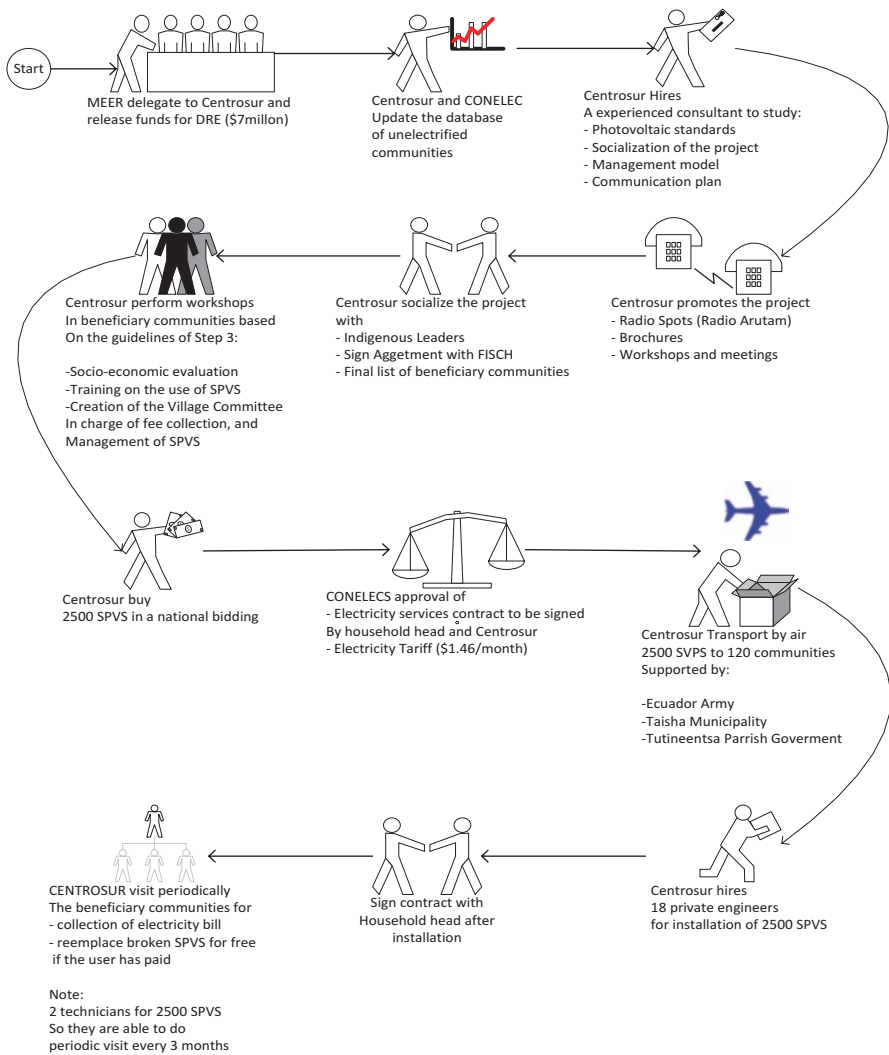 Start
MEER delegate to Centrosur and
release funds for DRE ($7millon)
Centrosur and CONELEC
Update the database
of unelectrified
communities
Centrosur Hires
A experienced consultant to study:
- Photovoltaic standards
- Socialization of the project
- Management model
- Communication plan
Centrosur promotes the project
- Radio Spots (Radio Arutam)
- Brochures
- Workshops and meetings
Centrosur socialize the project
with
- Indigenous Leaders
- Sign Aggetment with FISCH
- Final list of beneficiary communities
Centrosur perform workshops
In beneficiary communities based
On the guidelines of Step 3:
-Socio-economic evaluation
-Training on the use of SPVS
-Creation of the Village Committee
In charge of fee collection, and
Management of SPVS
Centrosur buy
2500 SPVS in a national bidding
CONELECS approval of
- Electricity services contract to be signed
By household head and Centrosur
- Electricity Tariff ($1.46/month)
Centrosur Transport by air
2500 SVPS to 120 communities
Supported by:
-Ecuador Army
-Taisha Municipality
-Tutineentsa Parrish Goverment
Centrosur hires
18 private engineers
for installation of 2500 SPVS
Sign contract with
Household head after
installation
CENTROSUR visit periodically
The beneficiary communities for
- collection of electricity bill
- reemplace broken SPVS for free
if the user has paid
Note:
2 technicians for 2500 SPVS
So they are able to do
periodic visit every 3 months